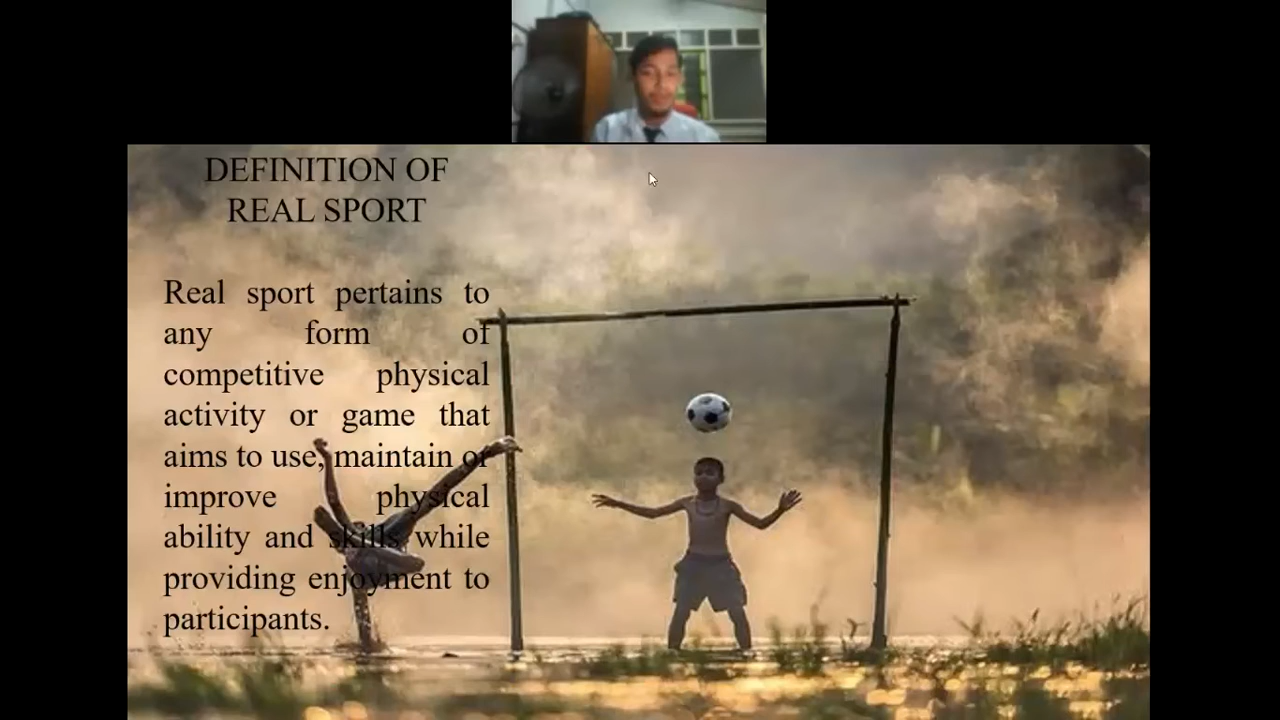 DEFINITION OF
REAL SPORT
Real sport pertains to
any form of
competitive physical
activity or game that
aims to use, maintain or
improve physical
ability and skills while
providing enjoyment to
participants.